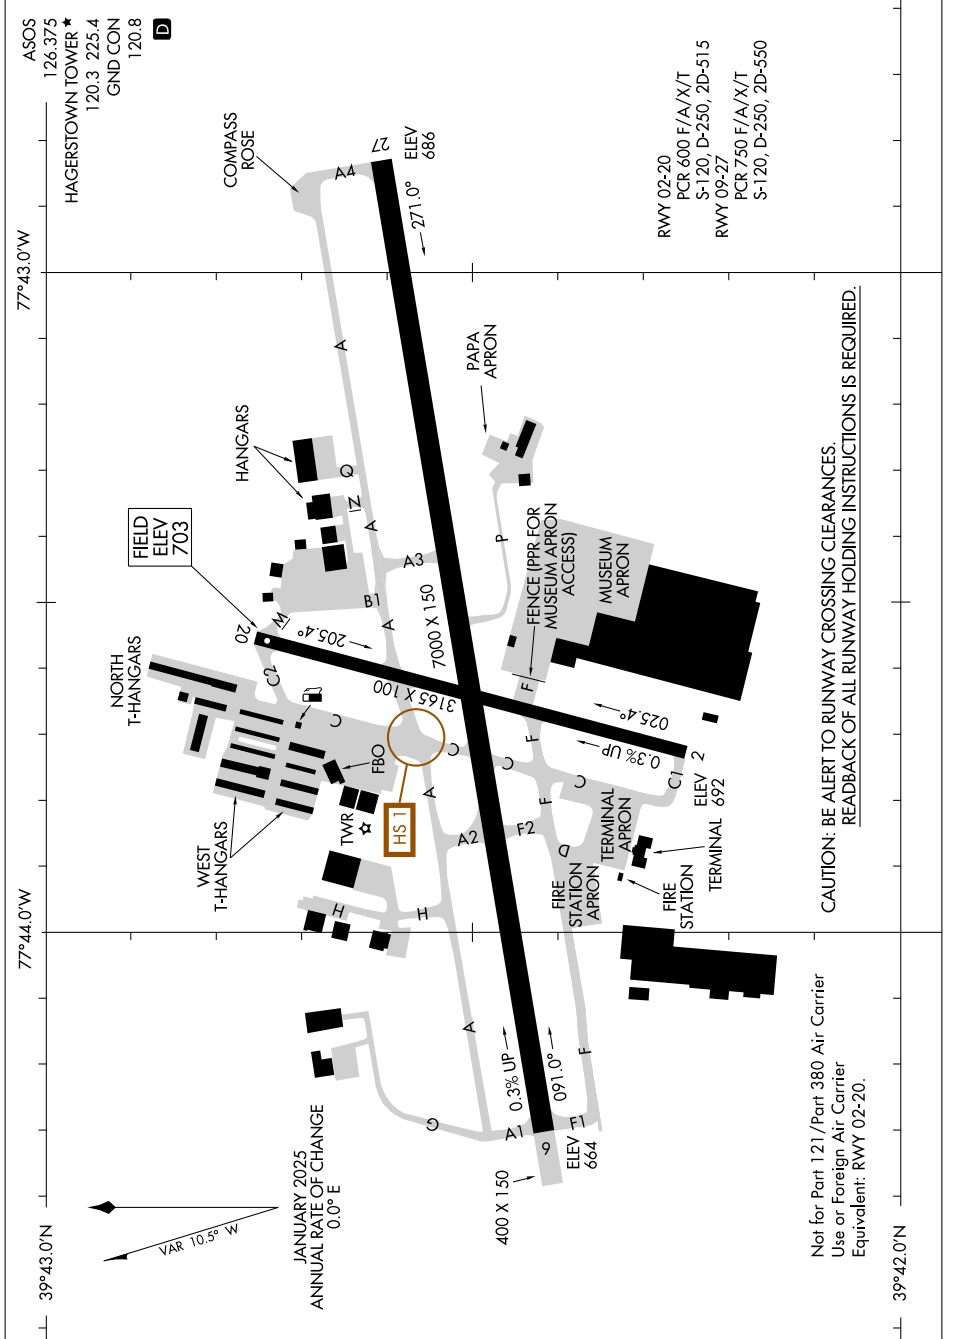 ASOS
126.375
HAGERSTOWN TOWER ★
120.3 225.4
GND CON
120.8
D
77°43.0'W
77°44.0'W
39°43.0'N
39°42.0'N
COMPASS
ROSE
A4
27
ELEV
686
271.0°
RWY 02-20
PCR 600 F/A/X/T
S-120, D-250, 2D-515
RWY 09-27
PCR 750 F/A/X/T
S-120, D-250, 2D-550
A
PAPA
APRON
HANGARS
Q
N
A
A3
P
FIELD
ELEV
703
B1
A
M
20
205.4°
7000 X 150
FENCE (PPR FOR
MUSEUM APRON
ACCESS)
MUSEUM
APRON
NORTH
T-HANGARS
C2
C
3165 X 100
F
025.4°
0.3% UP
2
ELEV
692
C1
FBO
C
C
F
C
HS 1
A
TWR
WEST
T-HANGARS
A2
F2
F
D
TERMINAL
APRON
FIRE
STATION
APRON
FIRE
STATION
TERMINAL
H
H
A
F
0.3% UP
091.0°
G
A1
F1
9
ELEV
664
400 X 150
VAR 10.5° W
JANUARY 2025
ANNUAL RATE OF CHANGE
0.0° E
CAUTION: BE ALERT TO RUNWAY CROSSING CLEARANCES.
READBACK OF ALL RUNWAY HOLDING INSTRUCTIONS IS REQUIRED.
Not for Part 121/Part 380 Air Carrier
Use or Foreign Air Carrier
Equivalent: RWY 02-20.